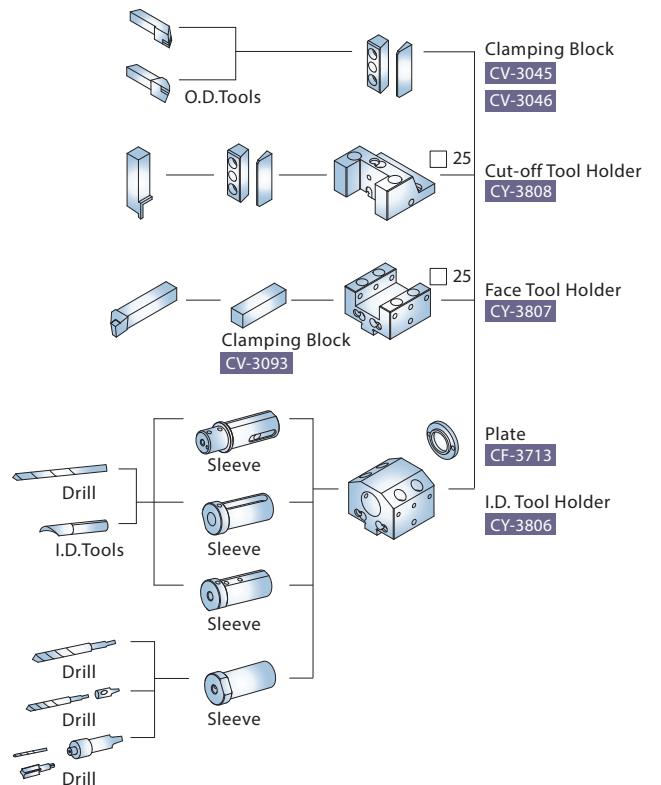 O.D.Tools
Clamping Block
CV-3045
CV-3046
25
Cut-off Tool Holder
CY-3808
25
Face Tool Holder
CY-3807
Clamping Block
CV-3093
Sleeve
Plate
CF-3713
Drill
I.D. Tool Holder
CY-3806
I.D.Tools
Sleeve
Sleeve
Drill
Drill
Sleeve
Drill